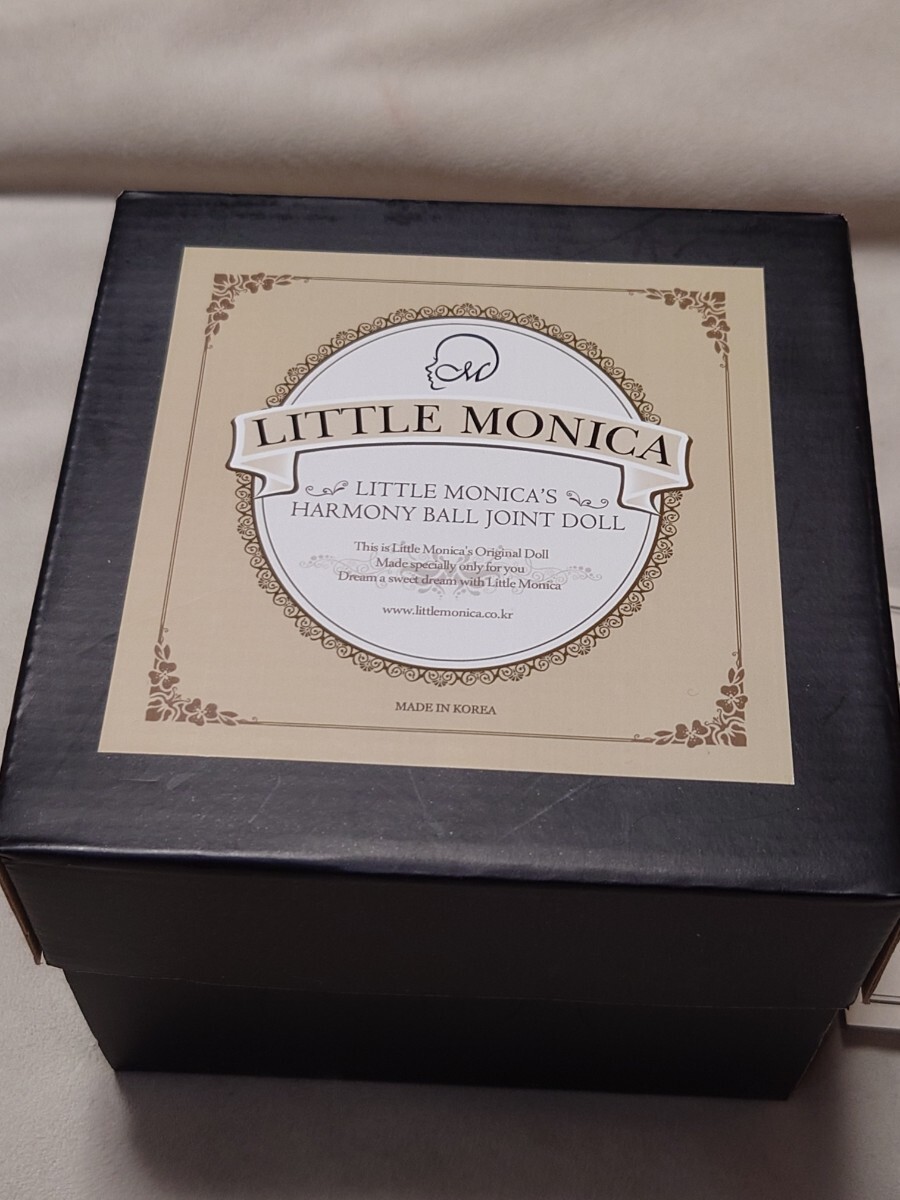 M
LITTLE MONICA
LITTLE MONICA'S
HARMONY BALL JOINT DOLL
This is Little Monica's Original Doll
Made specially only for you
Dream a sweet dream with Little Monica
www.littlemonica.co.kr
MADE IN KOREA